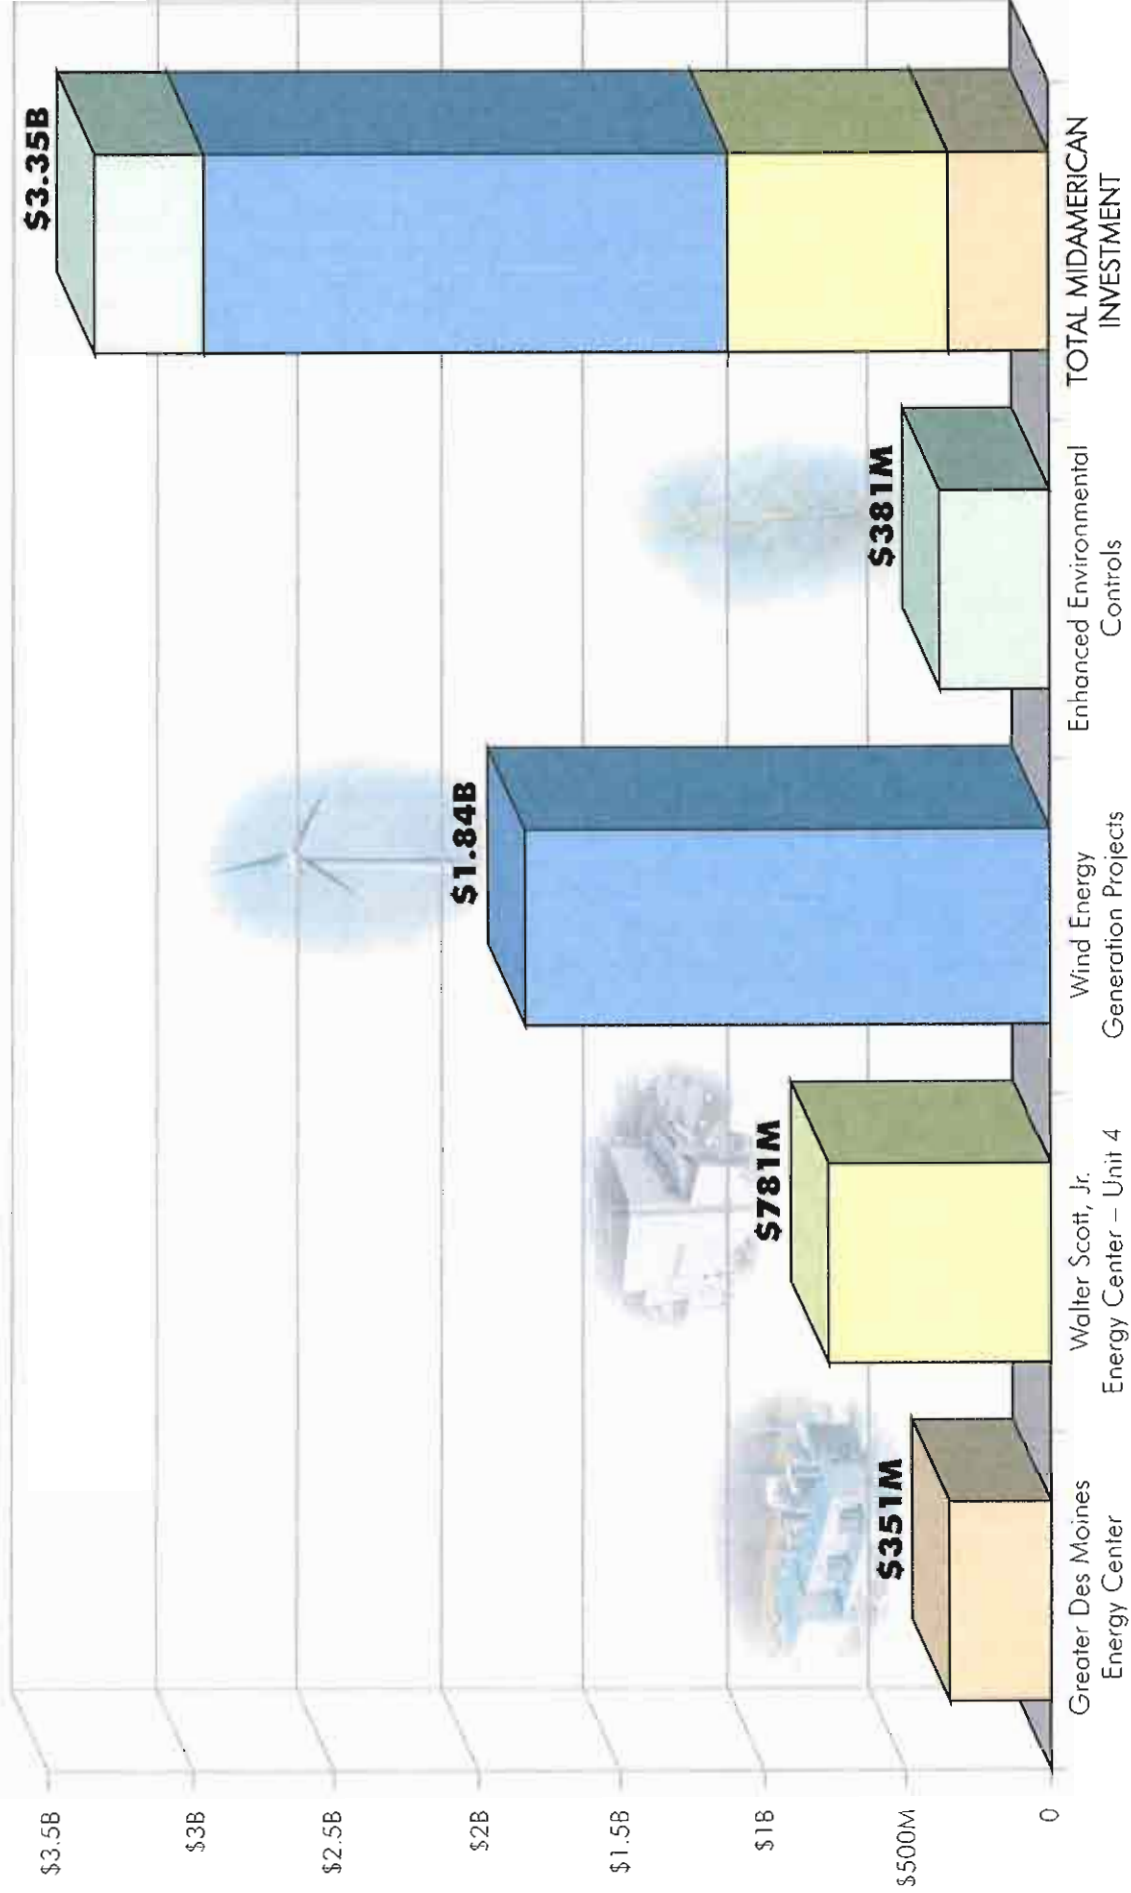 $3.5B
$3B
$2.5B
$2B
$1.5B
$1B
$500M
0
$351M
$781M
$1.84B
$381M
$3.35B
Greater Des Moines
Energy Center
Walter Scott, Jr.
Energy Center – Unit 4
Wind Energy
Generation Projects
Enhanced Environmental
Controls
TOTAL MIDAMERICAN
INVESTMENT